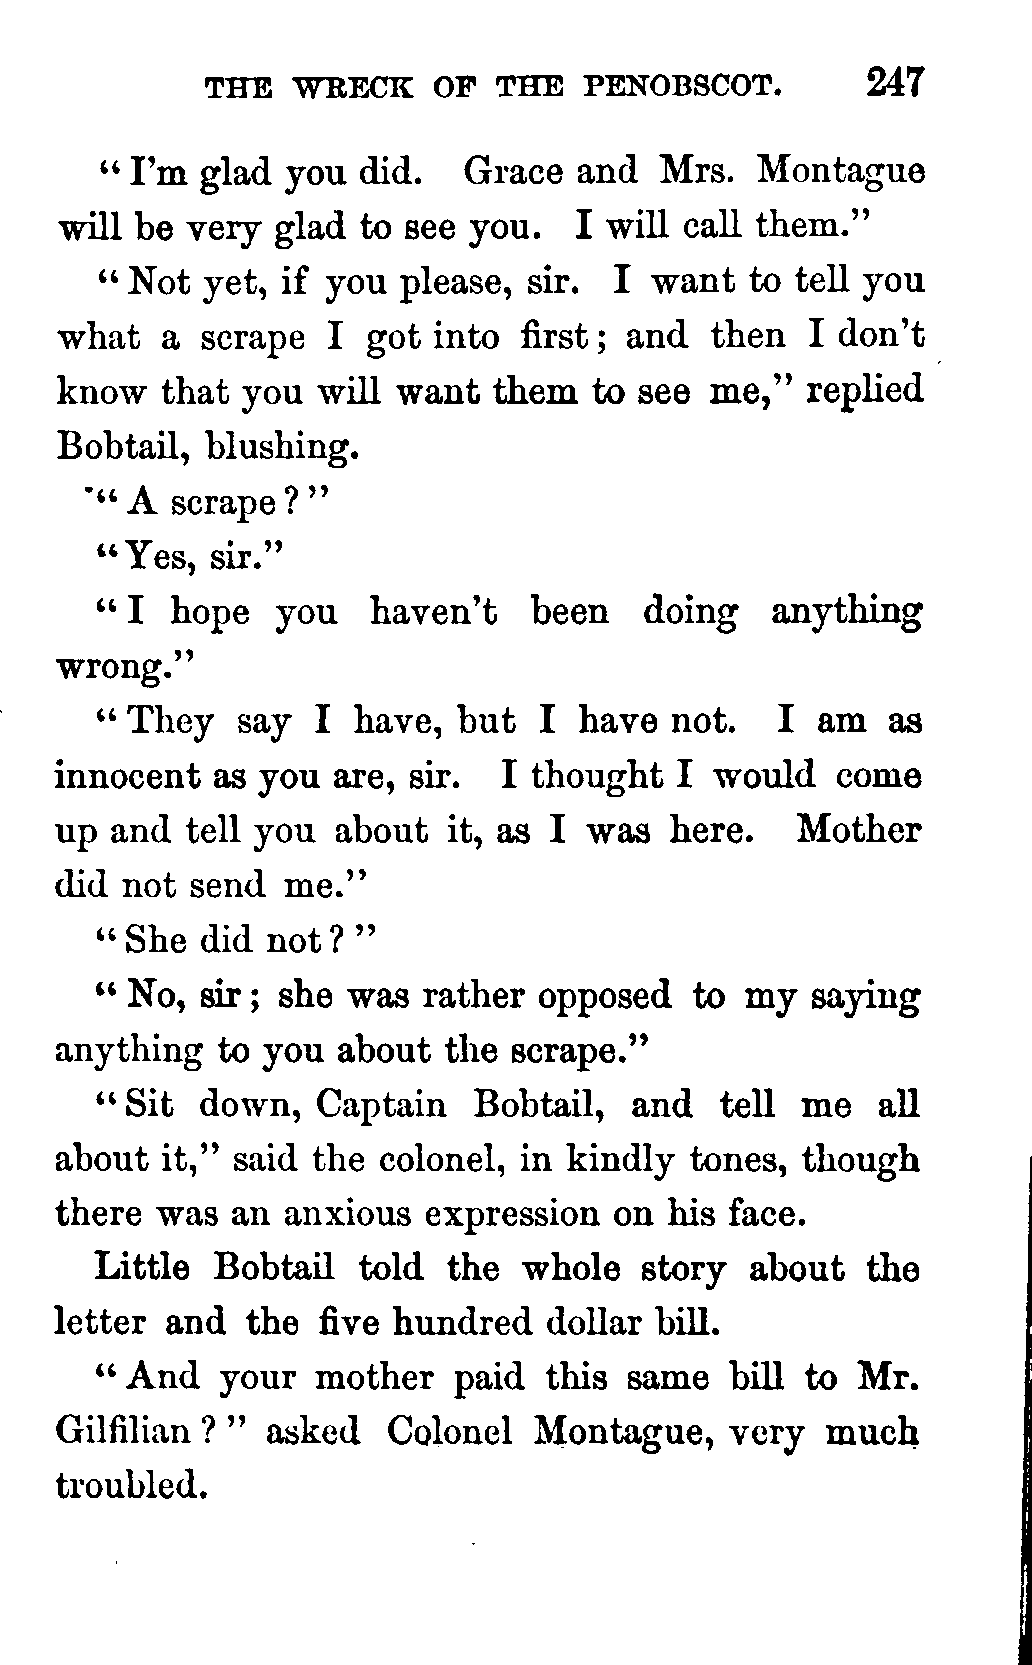 THE WRECK OF THE PENOBSCOT. 247
“ I’m glad you did. Grace and Mrs. Montague
will be very glad to see you. I will call them.”
“ Not yet, if you please, sir. I want to tell you
what a scrape I got into first ; and then I don’t
know that you will want them to see me,” replied
Bobtail, blushing.
“ A scrape ? ”
“ Yes, sir.”
“ I hope you haven’t been doing anything
wrong.”
“ They say I have, but I have not. I am as
innocent as you are, sir. I thought I would come
up and tell you about it, as I was here. Mother
did not send me.”
“ She did not ? ”
“ No, sir ; she was rather opposed to my saying
anything to you about the scrape.”
“ Sit down, Captain Bobtail, and tell me all
about it,” said the colonel, in kindly tones, though
there was an anxious expression on his face.
Little Bobtail told the whole story about the
letter and the five hundred dollar bill.
“ And your mother paid this same bill to Mr.
Gilfilian ? ” asked Colonel Montague, very much
troubled.